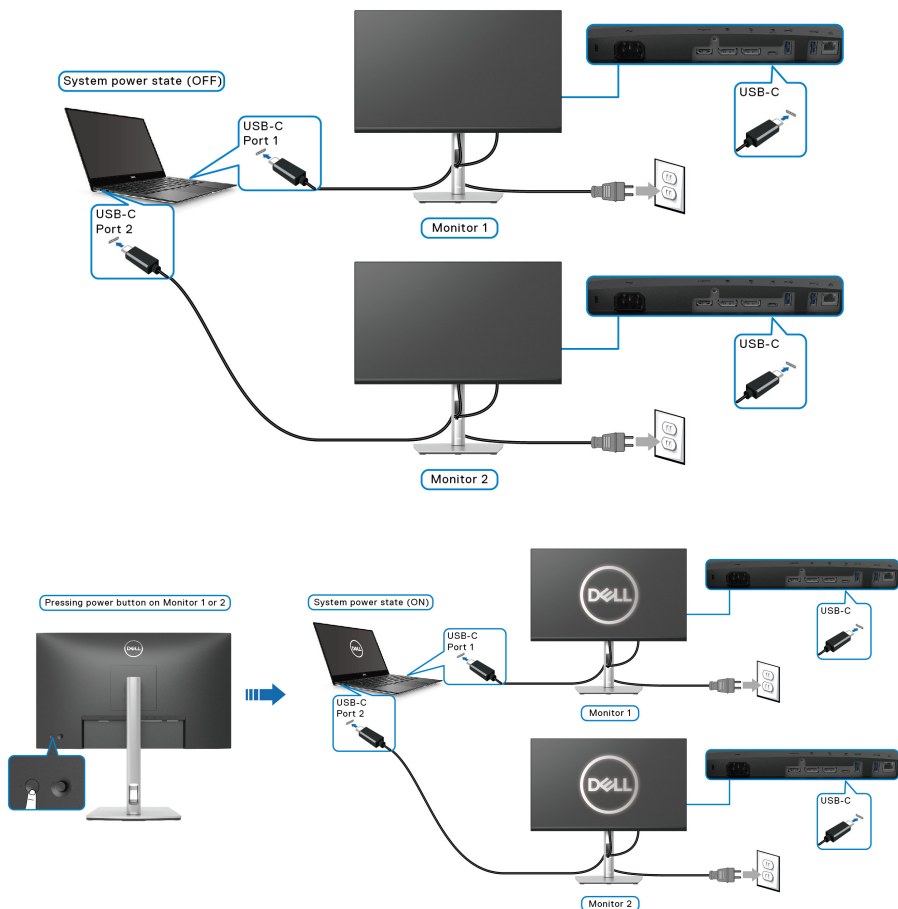 System power state (OFF)
USB-C
Port 1
USB-C
Monitor 1
USB-C
Port 2
USB-C
Monitor 2
Pressing power button on Monitor 1 or 2
DELL
System power state (ON)
DELL
USB-C
Port 1
DELL
USB-C
Monitor 1
USB-C
Port 2
DELL
USB-C
Monitor 2